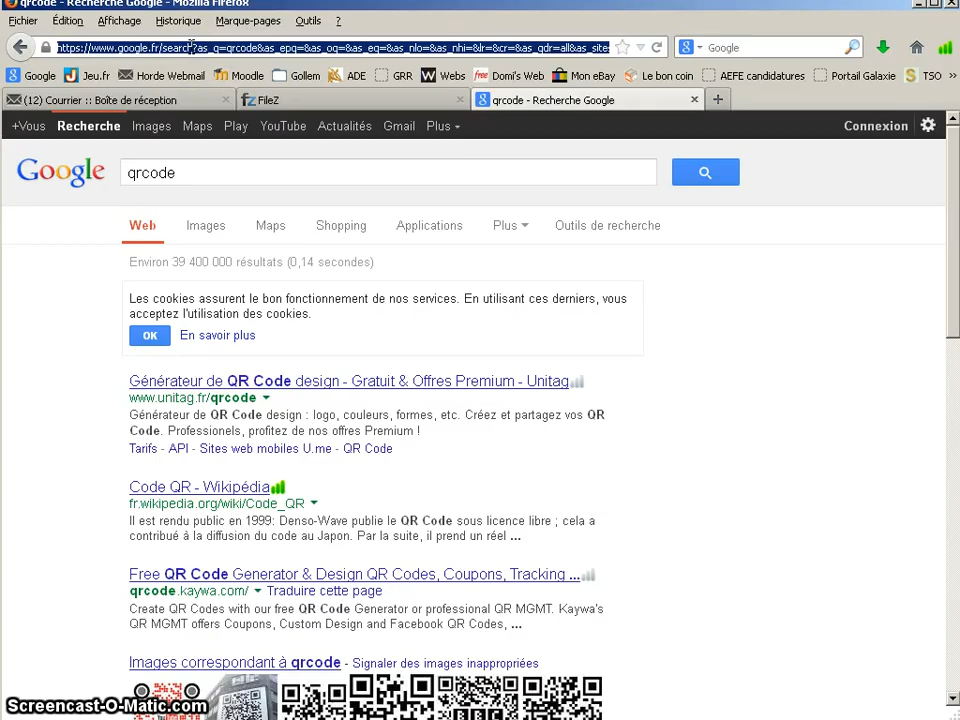 qrcode - Recherche Google - Mozilla Firefox
Fichier Édition Affichage Historique Marque-pages Outils ?
https://www.google.fr/search?as_q=qrcode&as_epq=&as_oq=&as_eq=&as_nlo=&as_nhi=&lr=&cr=&as_qdr=all&as_site Google
Google Jeu.fr Horde Webmail Moodle Gollem ADE GRR Webs Domi's Web Mon eBay Le bon coin AEFE candidatures Portail Galaxie TSO »
(12) Courrier :: Boîte de réception × FileZ × qrcode - Recherche Google × +
+Vous Recherche Images Maps Play YouTube Actualités Gmail Plus Connexion
Google qrcode
Web Images Maps Shopping Applications Plus Outils de recherche
Environ 39 400 000 résultats (0,14 secondes)
Les cookies assurent le bon fonctionnement de nos services. En utilisant ces derniers, vous
acceptez l'utilisation des cookies.
OK En savoir plus
Générateur de QR Code design - Gratuit & Offres Premium - Unitag
www.unitag.fr/qrcode
Générateur de QR Code design : logo, couleurs, formes, etc. Créez et partagez vos QR
Code. Professionels, profitez de nos offres Premium !
Tarifs - API - Sites web mobiles U.me - QR Code
Code QR - Wikipédia
fr.wikipedia.org/wiki/Code_QR
Il est rendu public en 1999: Denso-Wave publie le QR Code sous licence libre ; cela a
contribué à la diffusion du code au Japon. Par la suite, il prend un réel ...
Free QR Code Generator & Design QR Codes, Coupons, Tracking ...
qrcode.kaywa.com/ Traduire cette page
Create QR Codes with our free QR Code Generator or professional QR MGMT. Kaywa's
QR MGMT offers Coupons, Custom Design and Facebook QR Codes, ...
Images correspondant à qrcode - Signaler des images inappropriées
Screencast-O-Matic.com